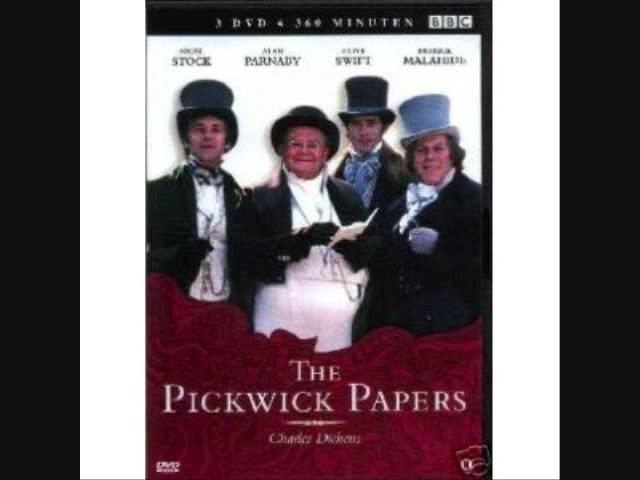 3 DVD & 360 MINUTEN BBC
NIGEL STOCK
ALAN PARNABY
CLIVE SWIFT
PATRICK MALAHIDE
THE
PICKWICK PAPERS
Charles Dickens
DVD